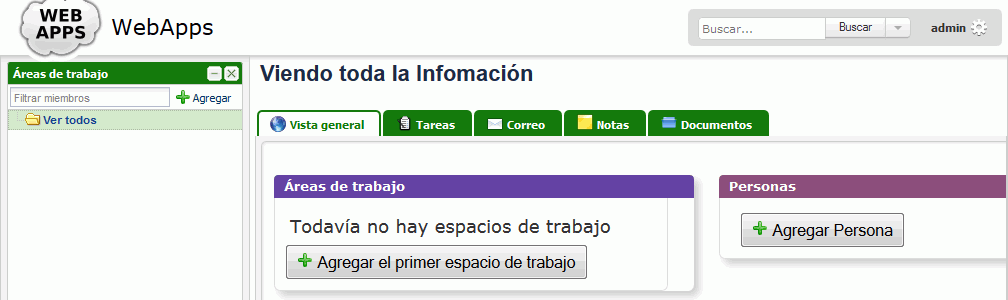 WEB
APPS
WebApps
Buscar...
Buscar
admin
Áreas de trabajo
Filtrar miembros
Agregar
Ver todos
Viendo toda la Infomación
Vista general
Tareas
Correo
Notas
Documentos
Áreas de trabajo
Todavía no hay espacios de trabajo
Agregar el primer espacio de trabajo
Personas
Agregar Persona